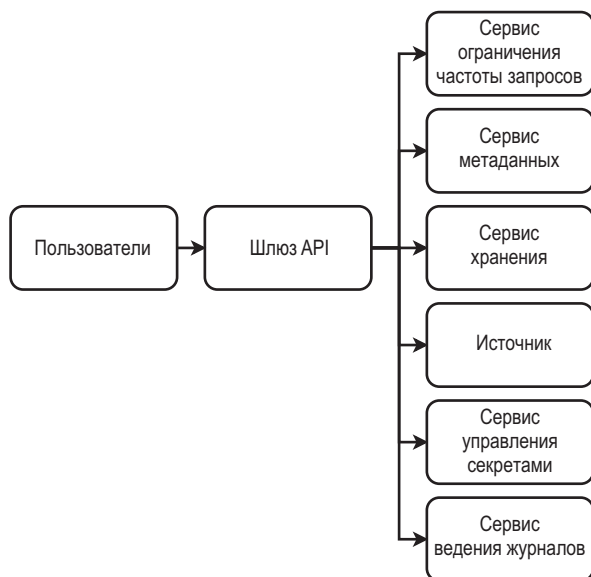 Пользователи
Шлюз API
Сервис
ограничения
частоты запросов
Сервис
метаданных
Сервис
хранения
Источник
Сервис
управления
секретами
Сервис
ведения журналов